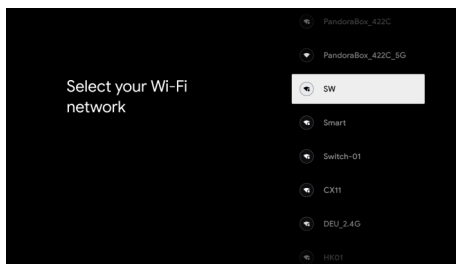 Select your Wi-Fi
network
PandoraBox_422C
PandoraBox_422C_5G
SW
Smart
Switch-01
CX11
DEU_2.4G
HK01